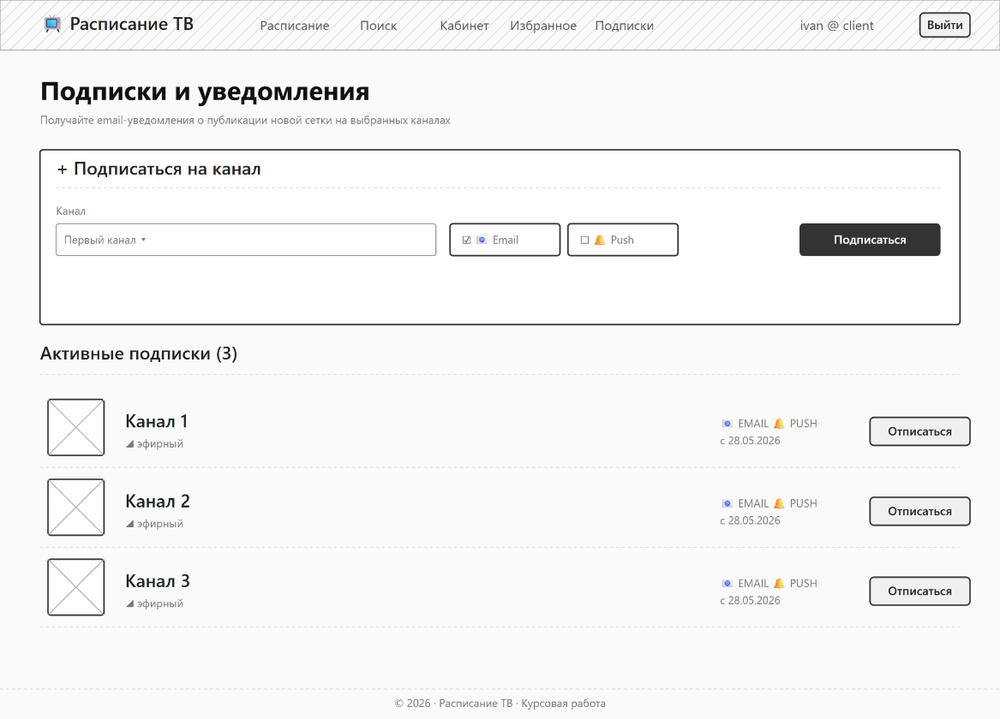 Расписание ТВ Расписание Поиск Кабинет Избранное Подписки ivan @ client Выйти
Подписки и уведомления
Получайте email-уведомления о публикации новой сетки на выбранных каналах
+ Подписаться на канал
Канал
Первый канал ▾ ☑ 📧 Email ☐ 🔔 Push Подписаться
Активные подписки (3)
Канал 1
◢ эфирный
📧 EMAIL 🔔 PUSH
с 28.05.2026
Отписаться
Канал 2
◢ эфирный
📧 EMAIL 🔔 PUSH
с 28.05.2026
Отписаться
Канал 3
◢ эфирный
📧 EMAIL 🔔 PUSH
с 28.05.2026
Отписаться
© 2026 · Расписание ТВ · Курсовая работа